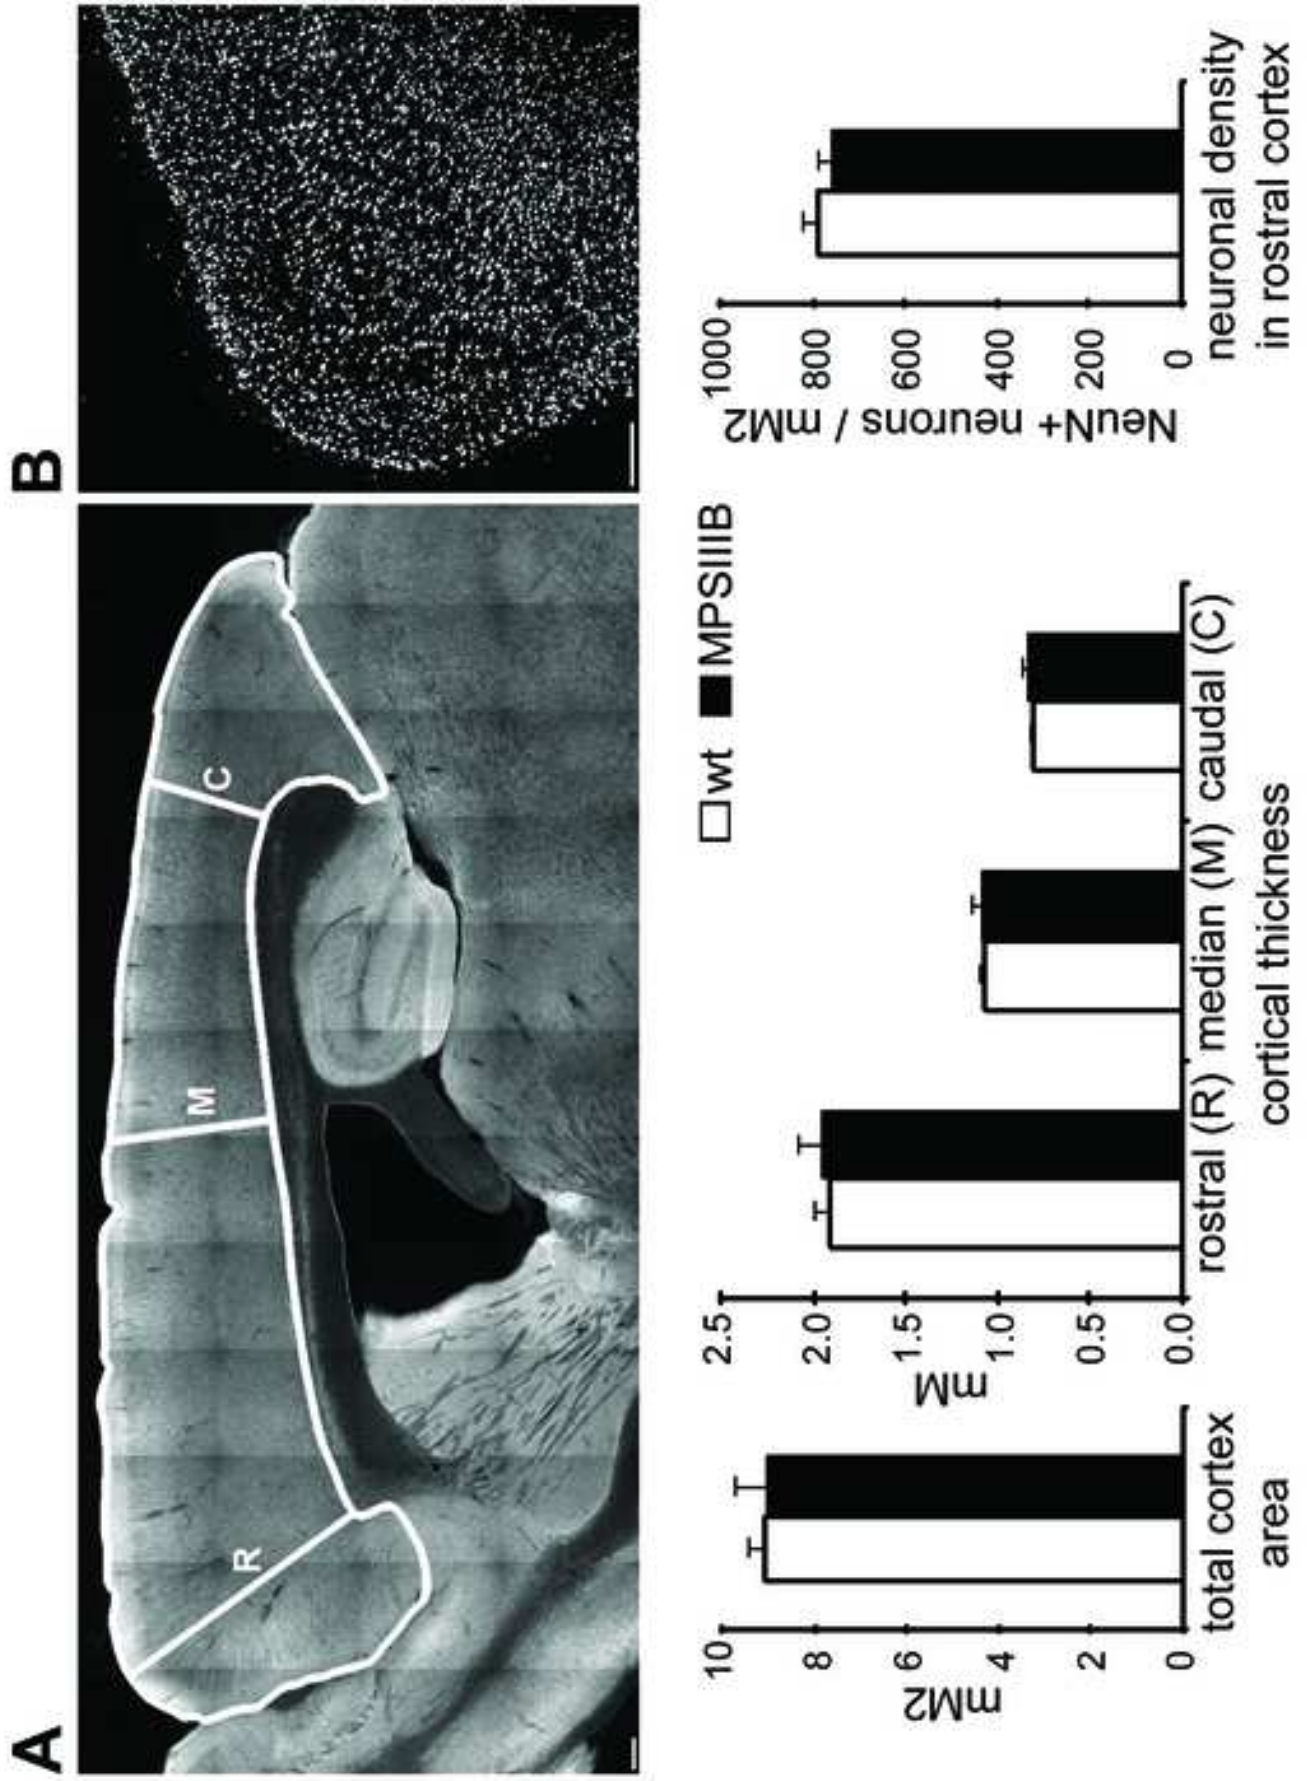 A
B
R
M
C
wt MPSIIIB
mM2
10
8
6
4
2
0
total cortex
area
mM
2.5
2.0
1.5
1.0
0.5
0.0
rostral (R) median (M) caudal (C)
cortical thickness
NeuN+ neurons / mM2
1000
800
600
400
200
0
neuronal density
in rostral cortex